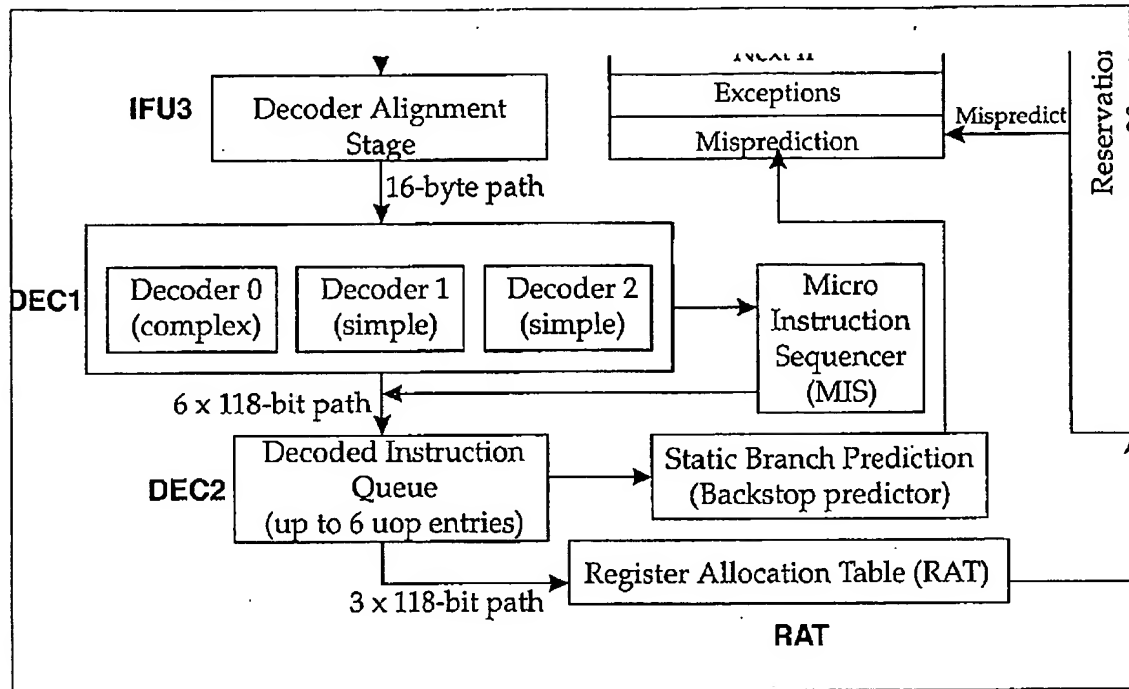 IFU3
Decoder Alignment
Stage
Exceptions
Misprediction
Mispredict
Reservation
16-byte path
DEC1
Decoder 0
(complex)
Decoder 1
(simple)
Decoder 2
(simple)
Micro
Instruction
Sequencer
(MIS)
6 x 118-bit path
DEC2
Decoded Instruction
Queue
(up to 6 uop entries)
Static Branch Prediction
(Backstop predictor)
Register Allocation Table (RAT)
3 x 118-bit path
RAT